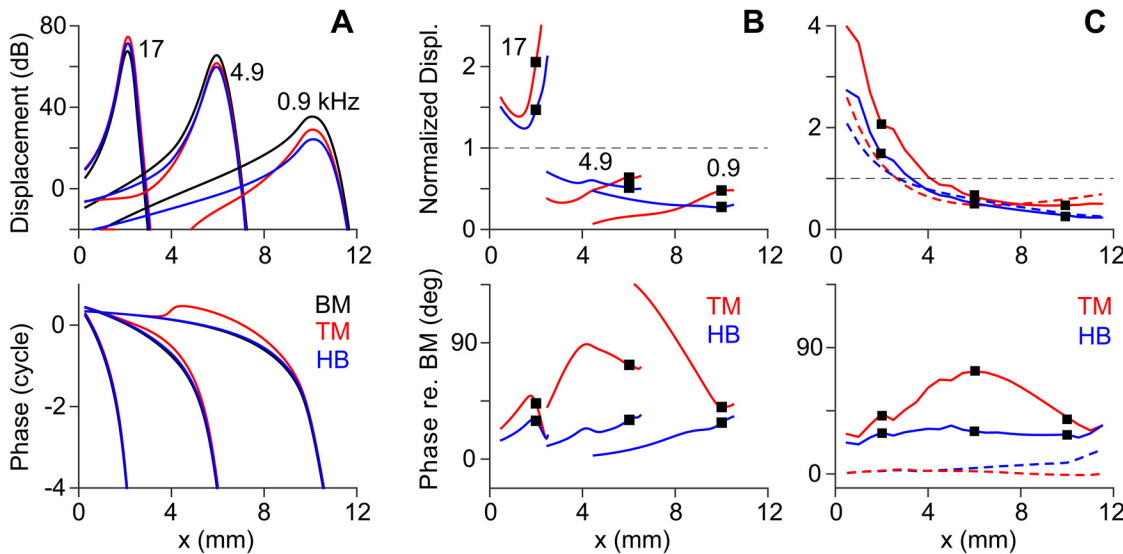 A
Displacement (dB)
80
40
0
17
4.9
0.9 kHz
0 4 8 12
B
Normalized Displ.
2
1
0
17
4.9
0.9
0 4 8 12
C
4
2
0
0 4 8 12
Phase (cycle)
0
-2
-4
BM
TM
HB
0 4 8 12
x (mm)
Phase re. BM (deg)
90
0
TM
HB
0 4 8 12
x (mm)
90
0
TM
HB
0 4 8 12
x (mm)